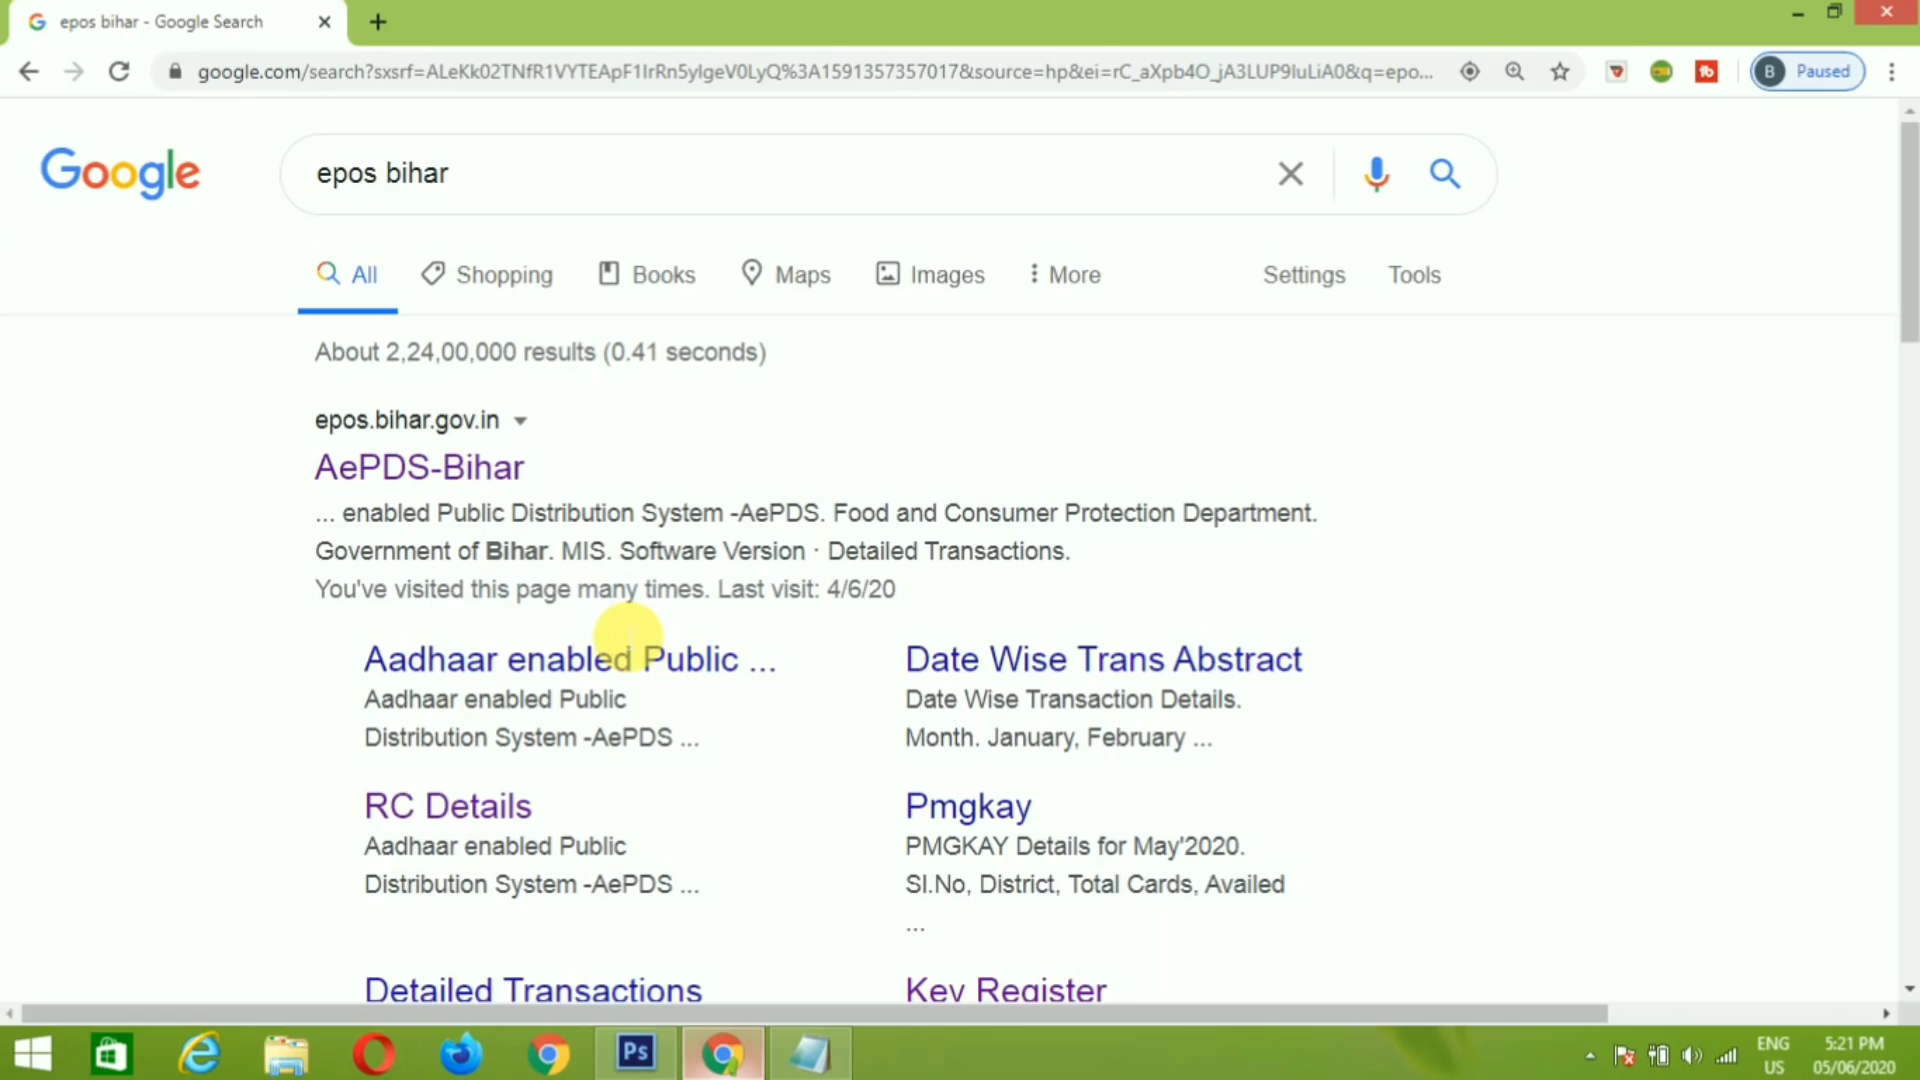 epos bihar - Google Search
google.com/search?sxsrf=ALeKk02TNfR1VYTEApF1IrRn5yIgeV0LyQ%3A1591357357017&source=hp&ei=rC_aXpb4O_jA3LUP9IuLiA0&q=epo...
B Paused
Google
epos bihar
All Shopping Books Maps Images More Settings Tools
About 2,24,00,000 results (0.41 seconds)
epos.bihar.gov.in
AePDS-Bihar
... enabled Public Distribution System -AePDS. Food and Consumer Protection Department.
Government of Bihar. MIS. Software Version · Detailed Transactions.
You've visited this page many times. Last visit: 4/6/20
Aadhaar enabled Public ...
Aadhaar enabled Public
Distribution System -AePDS ...
Date Wise Trans Abstract
Date Wise Transaction Details.
Month. January, February ...
RC Details
Aadhaar enabled Public
Distribution System -AePDS ...
Pmgkay
PMGKAY Details for May'2020.
SI.No, District, Total Cards, Availed
...
Detailed Transactions
Key Register
Ps
ENG
US
5:21 PM
05/06/2020